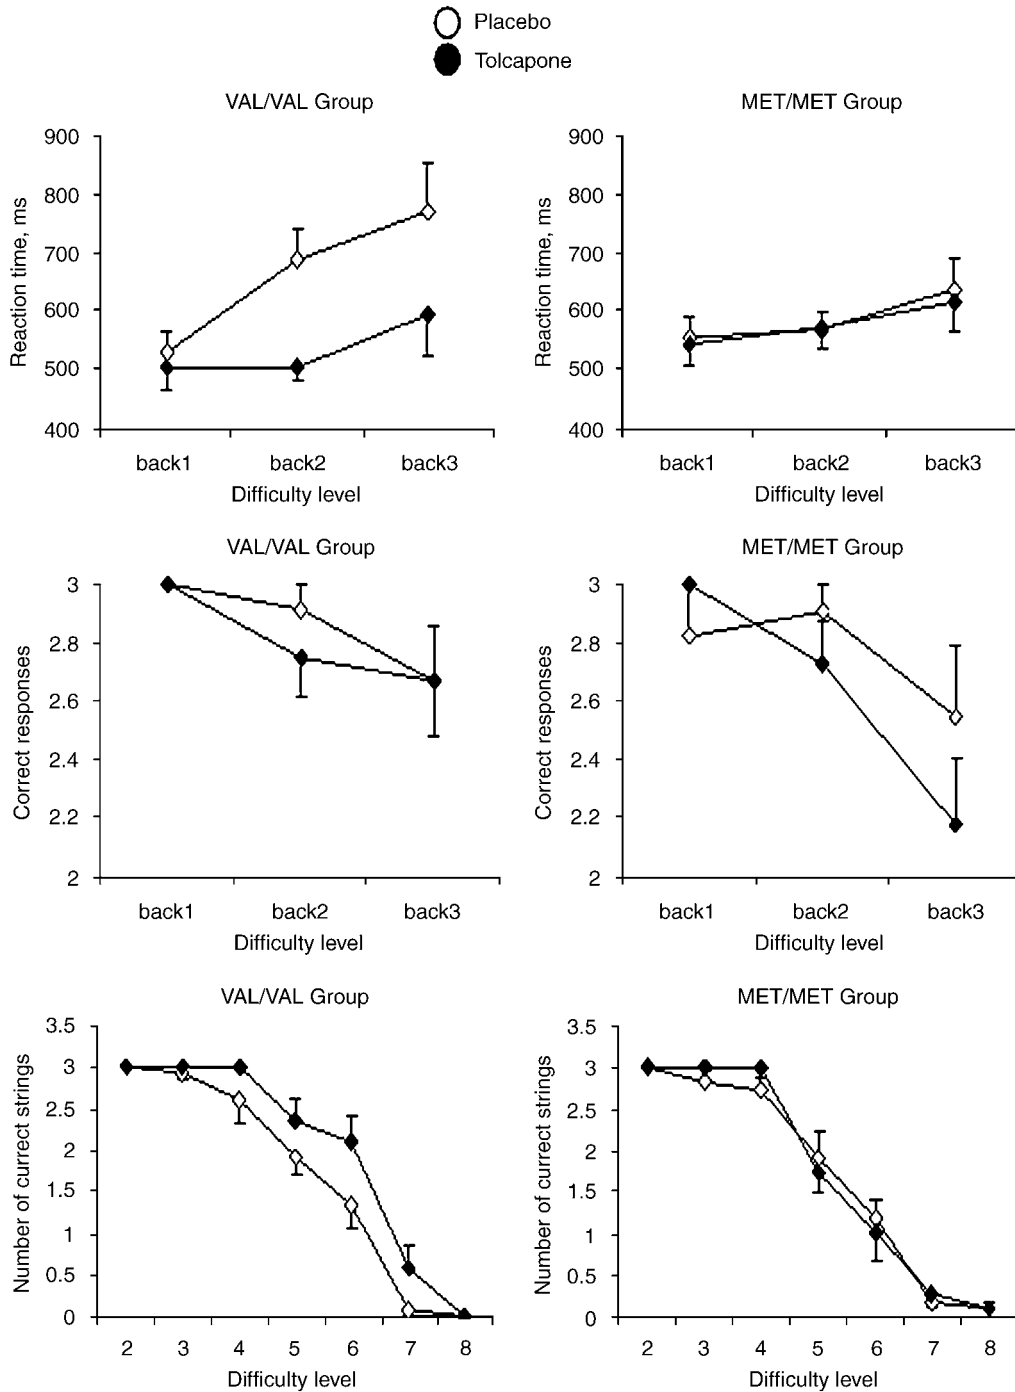 Placebo
Tolcapone
VAL/VAL Group
MET/MET Group
900
800
700
600
500
400
Reaction time, ms
back1 back2 back3
Difficulty level
900
800
700
600
500
400
Reaction time, ms
back1 back2 back3
Difficulty level
VAL/VAL Group
MET/MET Group
3
2.8
2.6
2.4
2.2
2
Correct responses
back1 back2 back3
Difficulty level
3
2.8
2.6
2.4
2.2
2
Correct responses
back1 back2 back3
Difficulty level
VAL/VAL Group
MET/MET Group
3.5
3
2.5
2
1.5
1
0.5
0
Number of currect strings
2 3 4 5 6 7 8
Difficulty level
3.5
3
2.5
2
1.5
1
0.5
0
Number of currect strings
2 3 4 5 6 7 8
Difficulty level